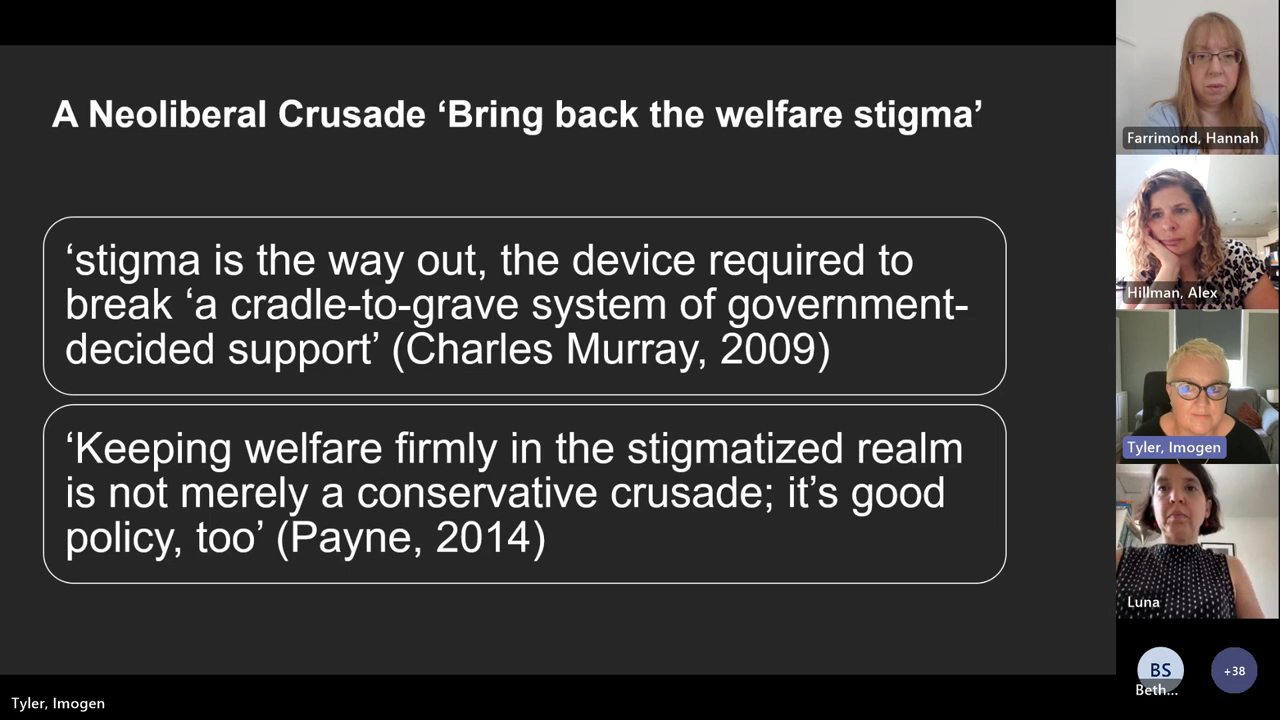 A Neoliberal Crusade ‘Bring back the welfare stigma’
‘stigma is the way out, the device required to
break ‘a cradle-to-grave system of government-
decided support’ (Charles Murray, 2009)
‘Keeping welfare firmly in the stigmatized realm
is not merely a conservative crusade; it’s good
policy, too’ (Payne, 2014)
Farrimond, Hannah
Hillman, Alex
Tyler, Imogen
Luna
BS
Beth...
+38
Tyler, Imogen